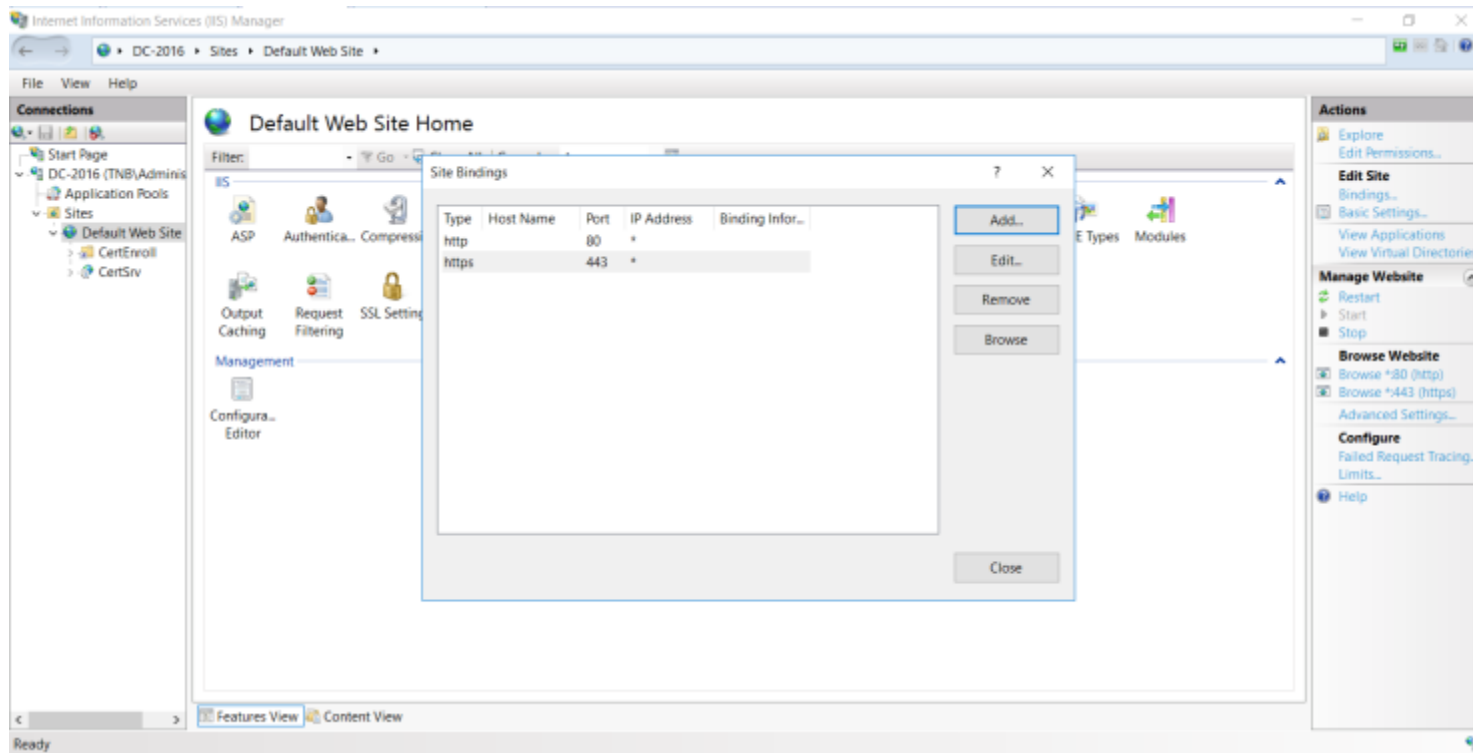 Internet Information Services (IIS) Manager
DC-2016 Sites Default Web Site
File View Help
Connections
Start Page
DC-2016 (TNB\Adminis
Application Pools
Sites
Default Web Site
CertEnroll
CertSrv
Default Web Site Home
Filter: Go
IIS
ASP Authentica... Compressi
E Types Modules
Output Caching
Request Filtering
SSL Setting
Management
Configura... Editor
Site Bindings
Type Host Name Port IP Address Binding Infor...
http 80 *
https 443 *
Add...
Edit...
Remove
Browse
Close
Features View Content View
Actions
Explore
Edit Permissions...
Edit Site
Bindings...
Basic Settings...
View Applications
View Virtual Directories
Manage Website
Restart
Start
Stop
Browse Website
Browse *:80 (http)
Browse *:443 (https)
Advanced Settings...
Configure
Failed Request Tracing.
Limits...
Help
Ready